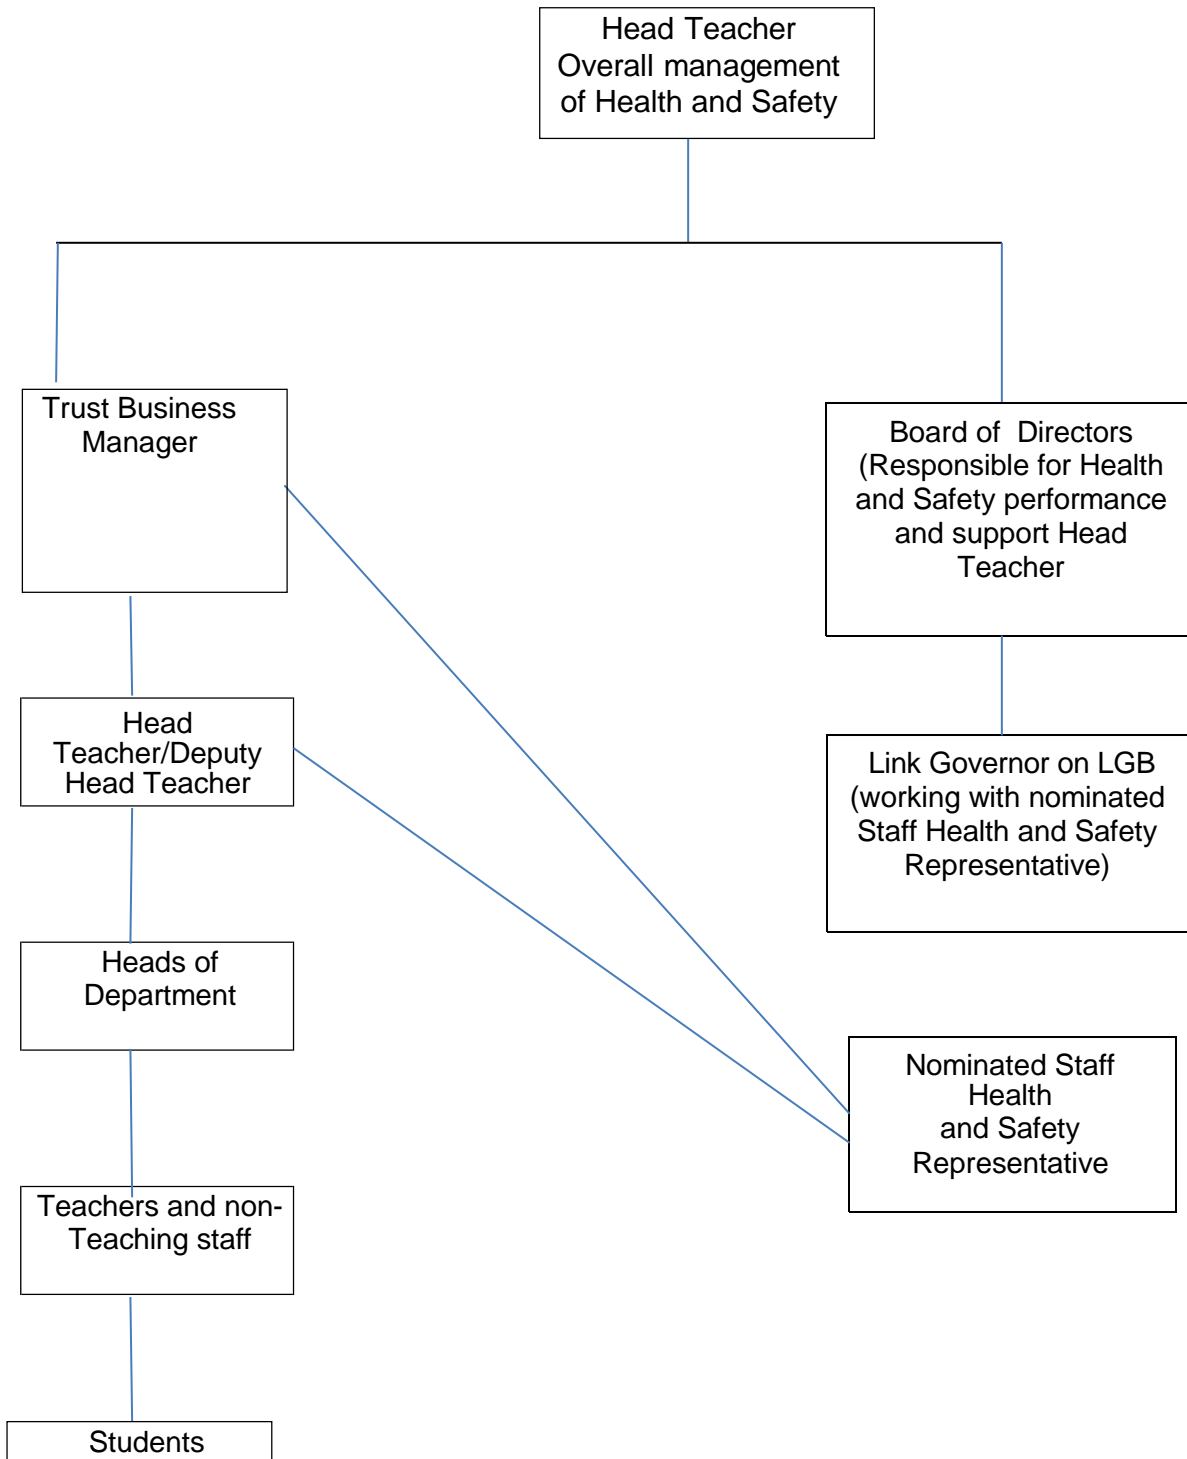 Head Teacher
Overall management
of Health and Safety
Trust Business
Manager
Board of Directors
(Responsible for Health
and Safety performance
and support Head
Teacher
Head
Teacher/Deputy
Head Teacher
Link Governor on LGB
(working with nominated
Staff Health and Safety
Representative)
Heads of
Department
Nominated Staff
Health
and Safety
Representative
Teachers and non-
Teaching staff
Students